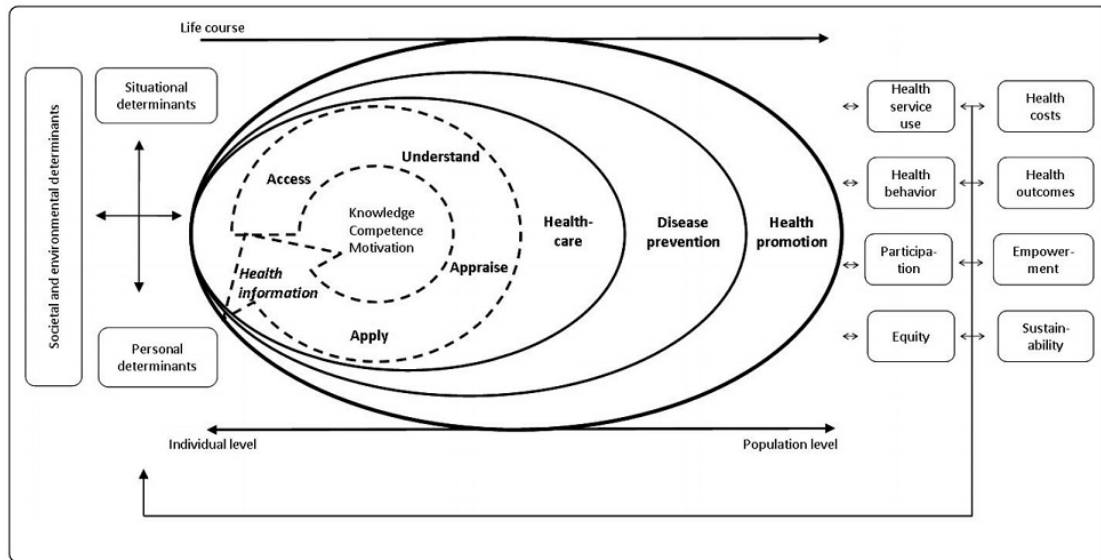 Life course
Societal and environmental determinants
Situational
determinants
Personal
determinants
Access
Understand
Knowledge
Competence
Motivation
Health
information
Appraise
Apply
Health-
care
Disease
prevention
Health
promotion
Individual level
Population level
Health
service
use
Health
costs
Health
behavior
Health
outcomes
Participa-
tion
Empower-
ment
Equity
Sustain-
ability